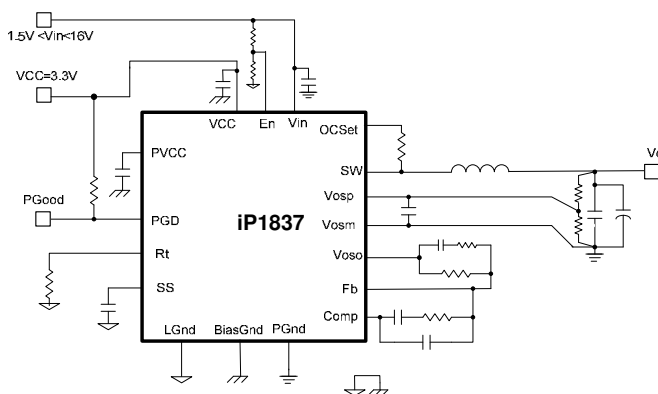 1.5V <Vin<16V
VCC=3.3V
VCC
En
Vin
OCSet
PVCC
SW
PGood
Vosp
PGD
iP1837
Vosm
Rt
Voso
SS
Fb
Comp
LGnd
BiasGnd
PGnd